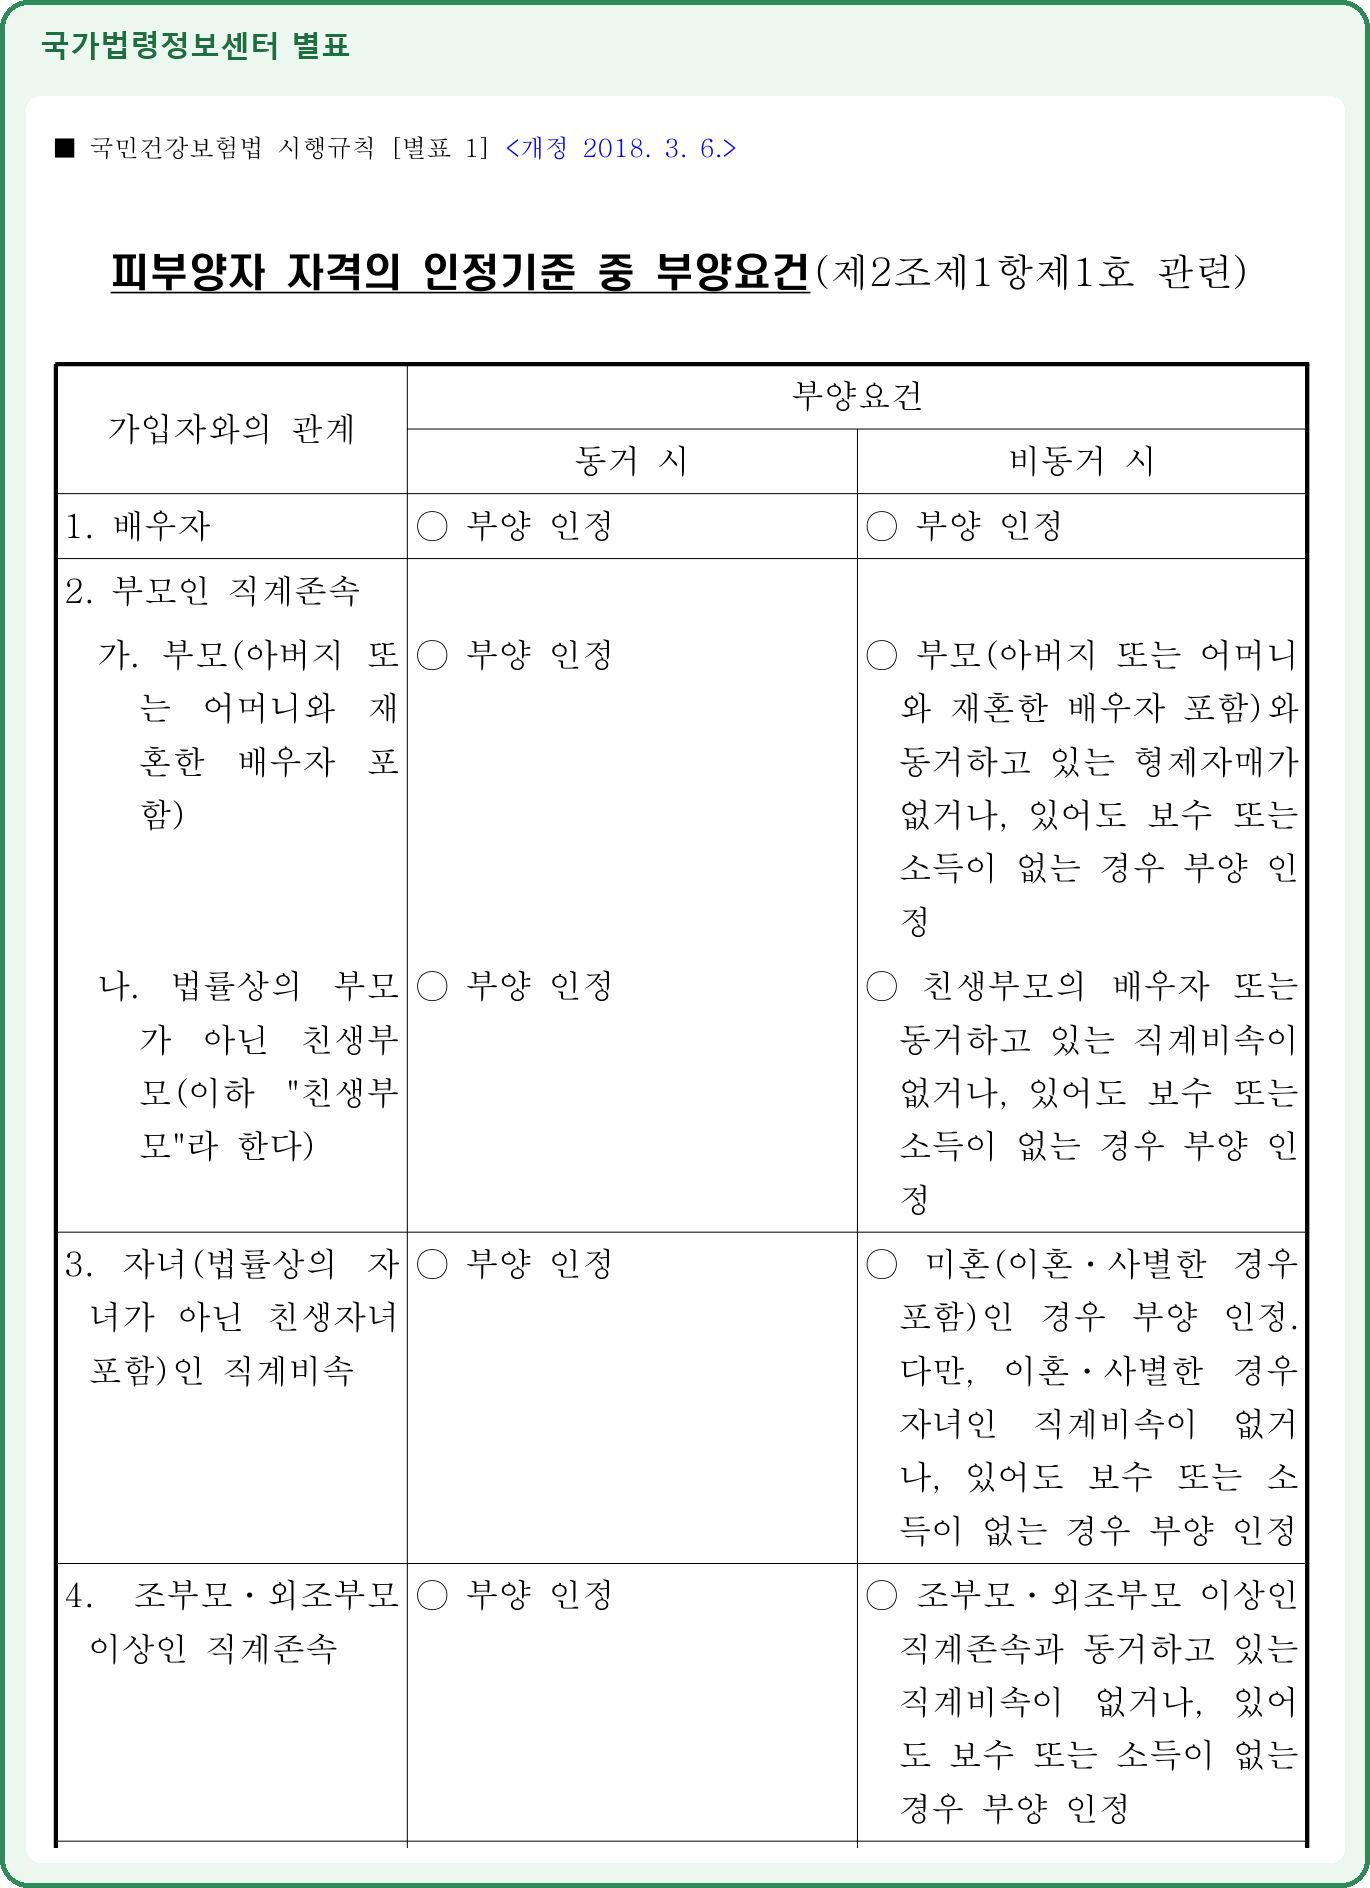 국가법령정보센터 별표
■ 국민건강보험법 시행규칙 [별표 1] <개정 2018. 3. 6.>
피부양자 자격의 인정기준 중 부양요건(제2조제1항제1호 관련)
가입자와의 관계
부양요건
동거 시
비동거 시
1. 배우자
○ 부양 인정
○ 부양 인정
2. 부모인 직계존속
가. 부모(아버지 또
는 어머니와 재
혼한 배우자 포
함)
○ 부양 인정
○ 부모(아버지 또는 어머니
와 재혼한 배우자 포함)와
동거하고 있는 형제자매가
없거나, 있어도 보수 또는
소득이 없는 경우 부양 인
정
나. 법률상의 부모
가 아닌 친생부
모(이하 "친생부
모"라 한다)
○ 부양 인정
○ 친생부모의 배우자 또는
동거하고 있는 직계비속이
없거나, 있어도 보수 또는
소득이 없는 경우 부양 인
정
3. 자녀(법률상의 자
녀가 아닌 친생자녀
포함)인 직계비속
○ 부양 인정
○ 미혼(이혼·사별한 경우
포함)인 경우 부양 인정.
다만, 이혼·사별한 경우
자녀인 직계비속이 없거
나, 있어도 보수 또는 소
득이 없는 경우 부양 인정
4. 조부모·외조부모
이상인 직계존속
○ 부양 인정
○ 조부모·외조부모 이상인
직계존속과 동거하고 있는
직계비속이 없거나, 있어
도 보수 또는 소득이 없는
경우 부양 인정